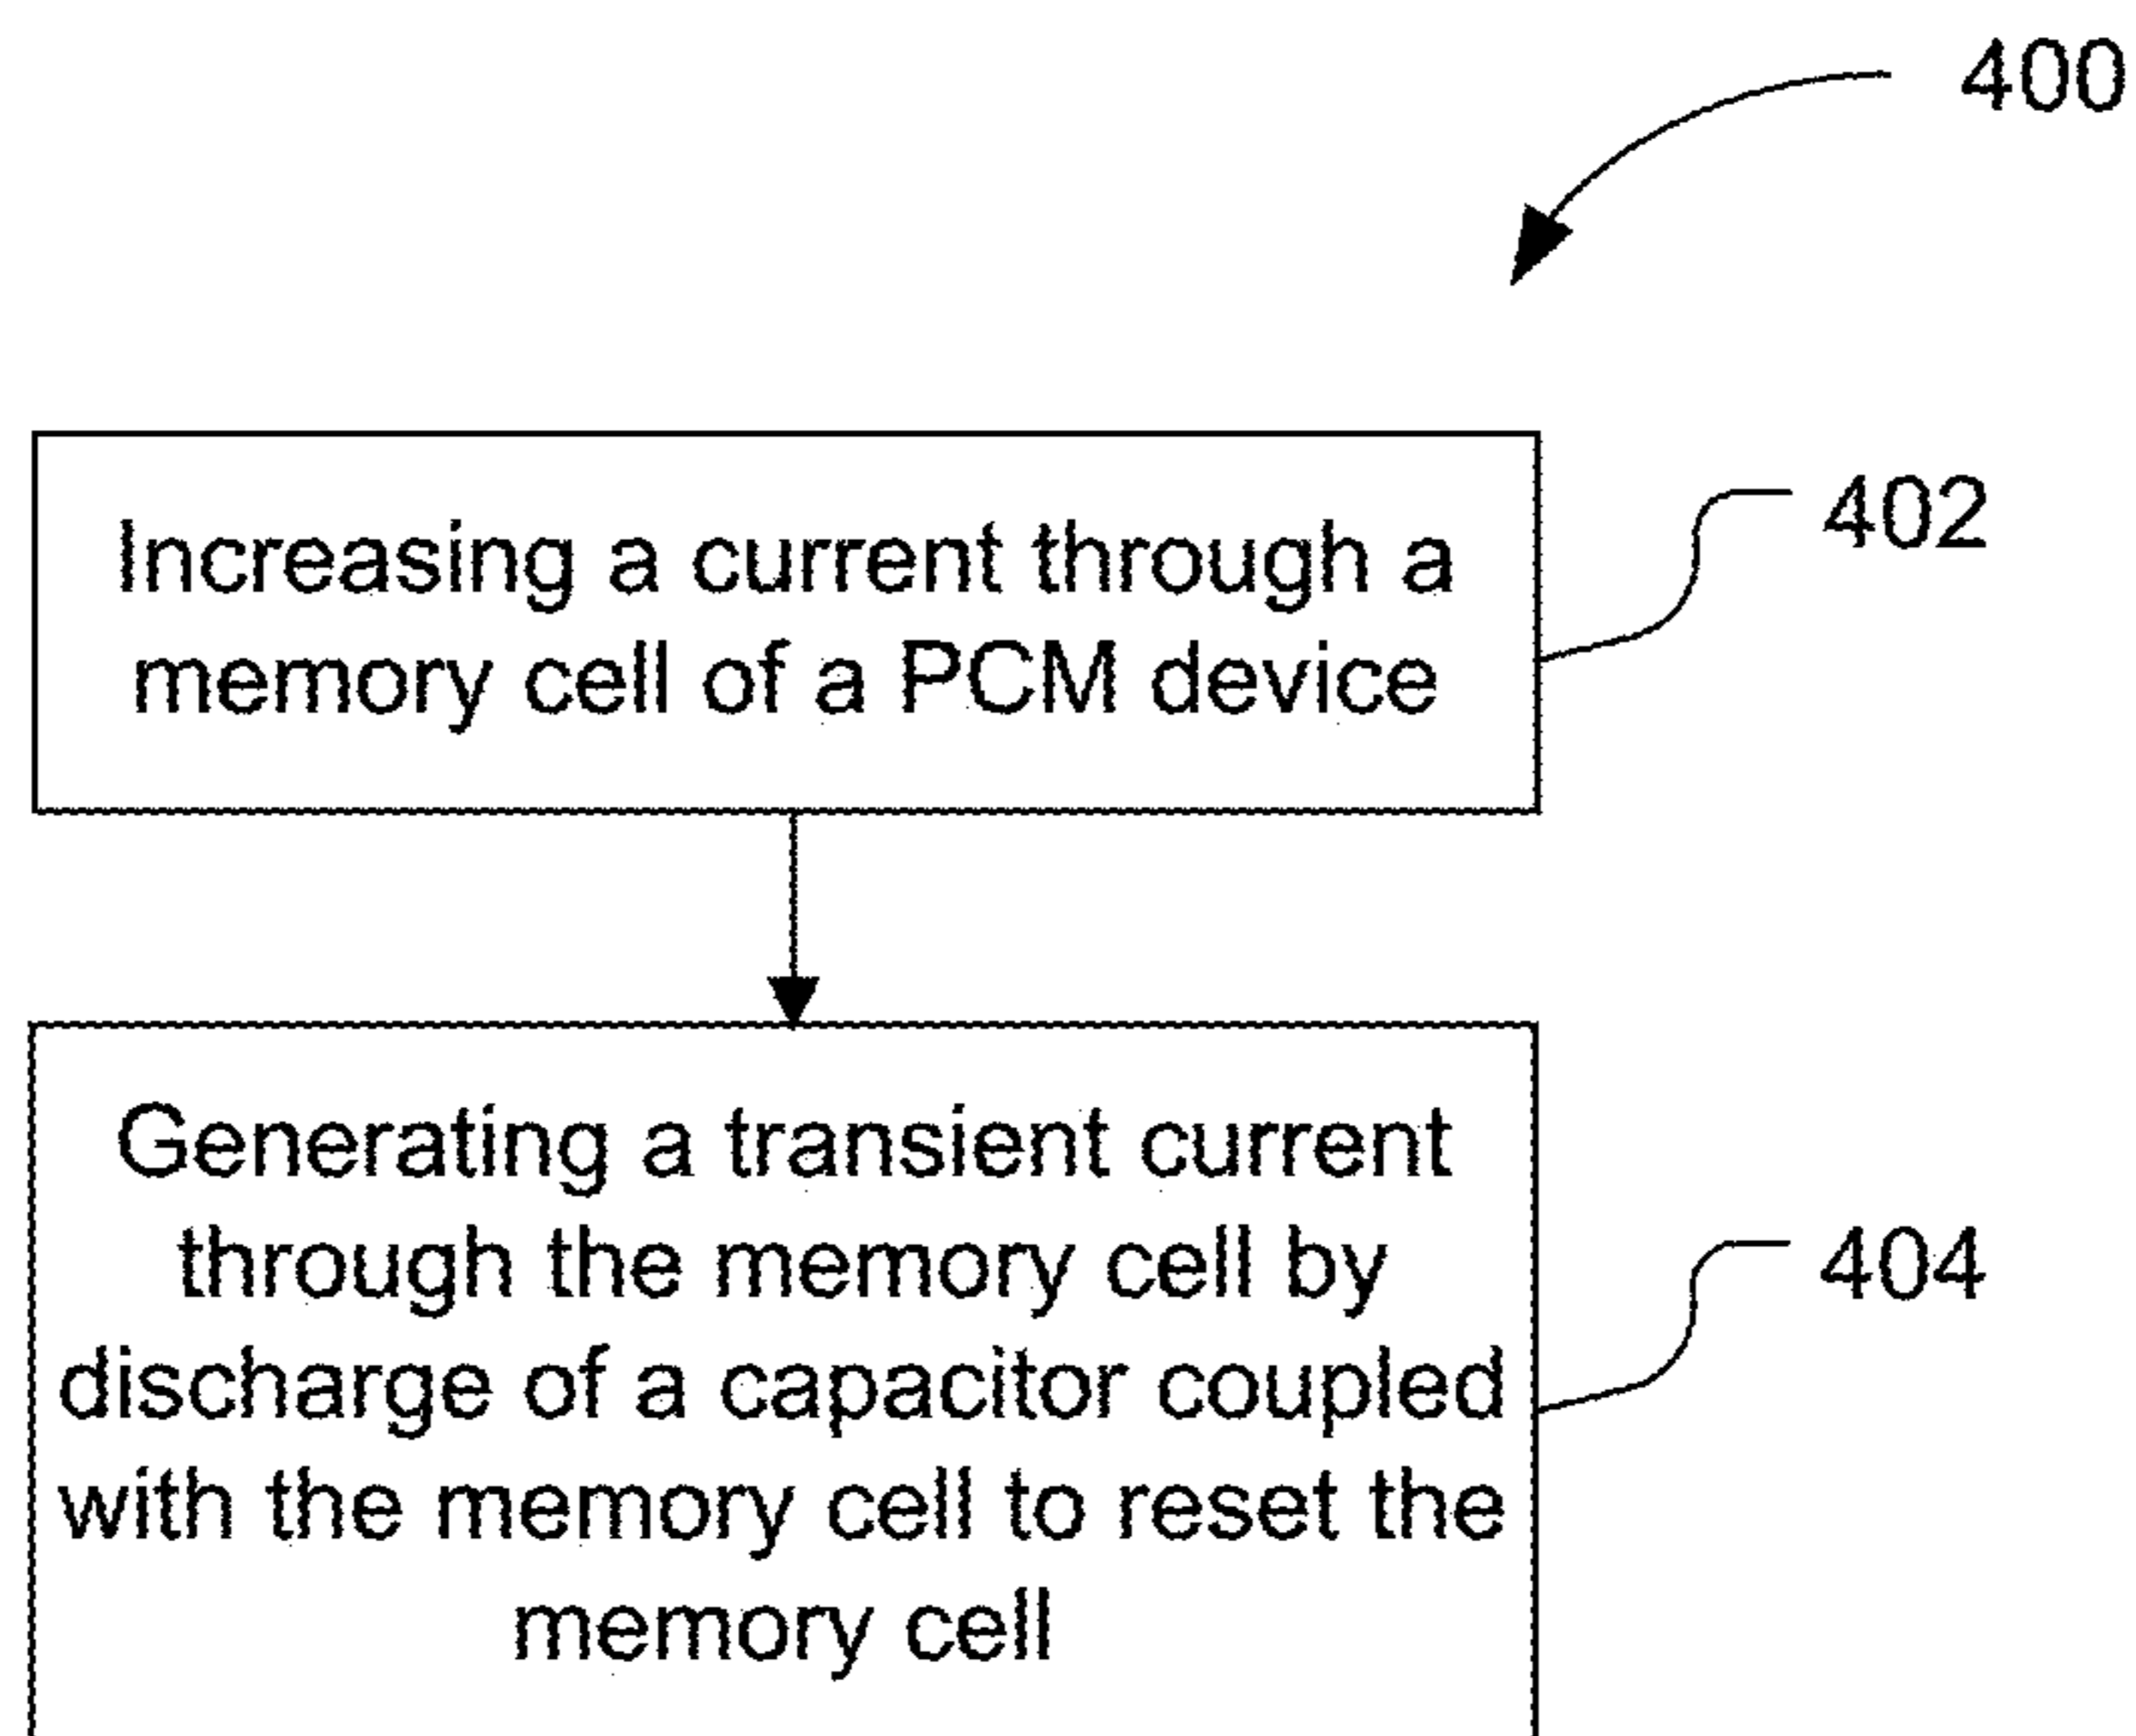 400
Increasing a current through a
memory cell of a PCM device
402
Generating a transient current
through the memory cell by
discharge of a capacitor coupled
with the memory cell to reset the
memory cell
404